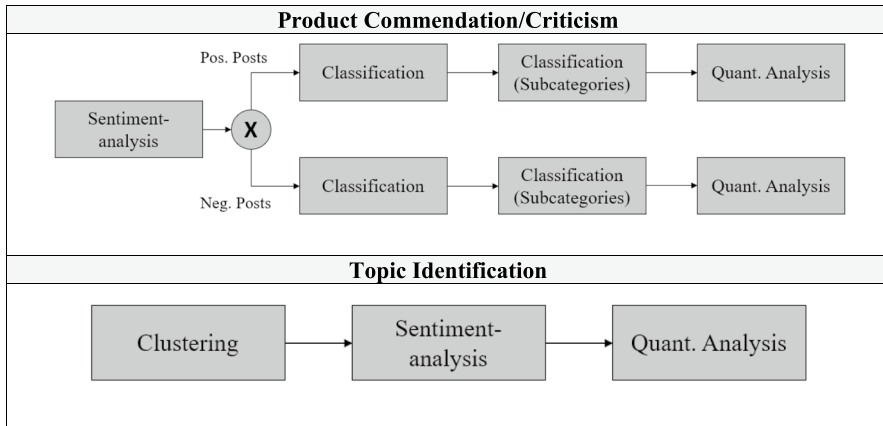 Product Commendation/Criticism
Pos. Posts
Classification
Classification
(Subcategories)
Quant. Analysis
Sentiment-
analysis
X
Neg. Posts
Classification
Classification
(Subcategories)
Quant. Analysis
Topic Identification
Clustering
Sentiment-
analysis
Quant. Analysis